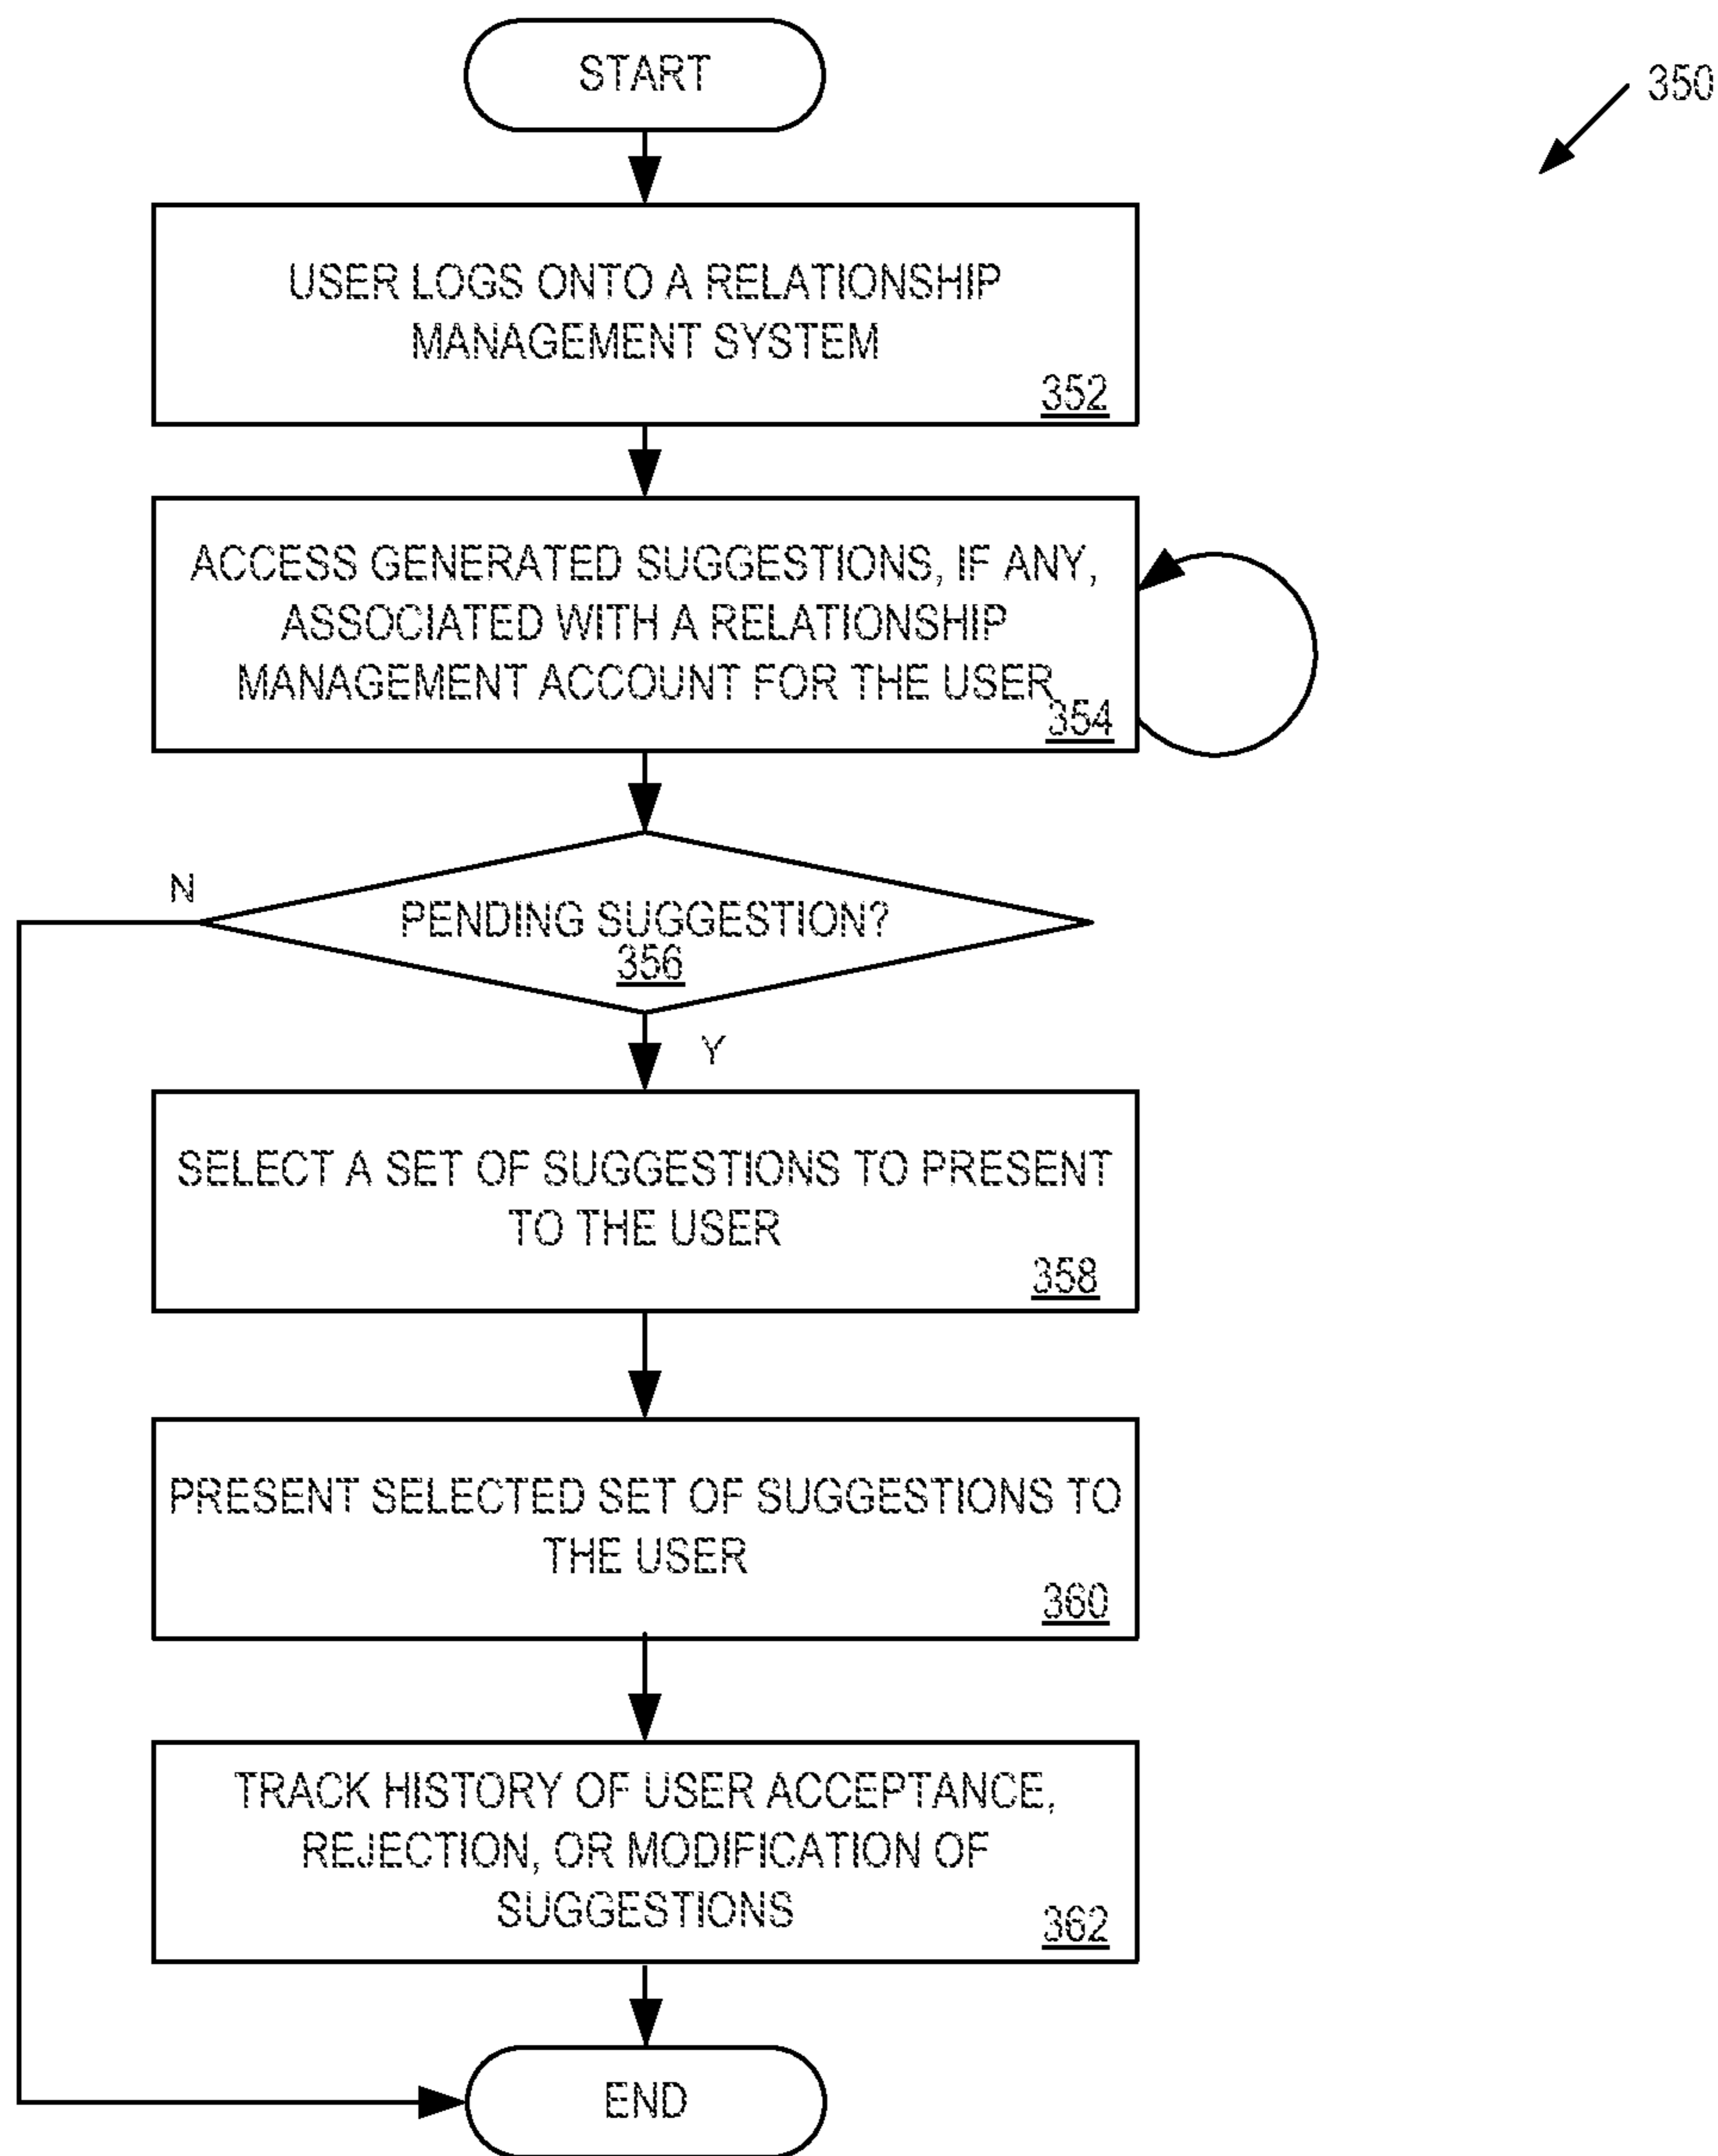 START
350
USER LOGS ONTO A RELATIONSHIP
MANAGEMENT SYSTEM
352
ACCESS GENERATED SUGGESTIONS, IF ANY,
ASSOCIATED WITH A RELATIONSHIP
MANAGEMENT ACCOUNT FOR THE USER
354
N
PENDING SUGGESTION?
356
Y
SELECT A SET OF SUGGESTIONS TO PRESENT
TO THE USER
358
PRESENT SELECTED SET OF SUGGESTIONS TO
THE USER
360
TRACK HISTORY OF USER ACCEPTANCE,
REJECTION, OR MODIFICATION OF
SUGGESTIONS
362
END